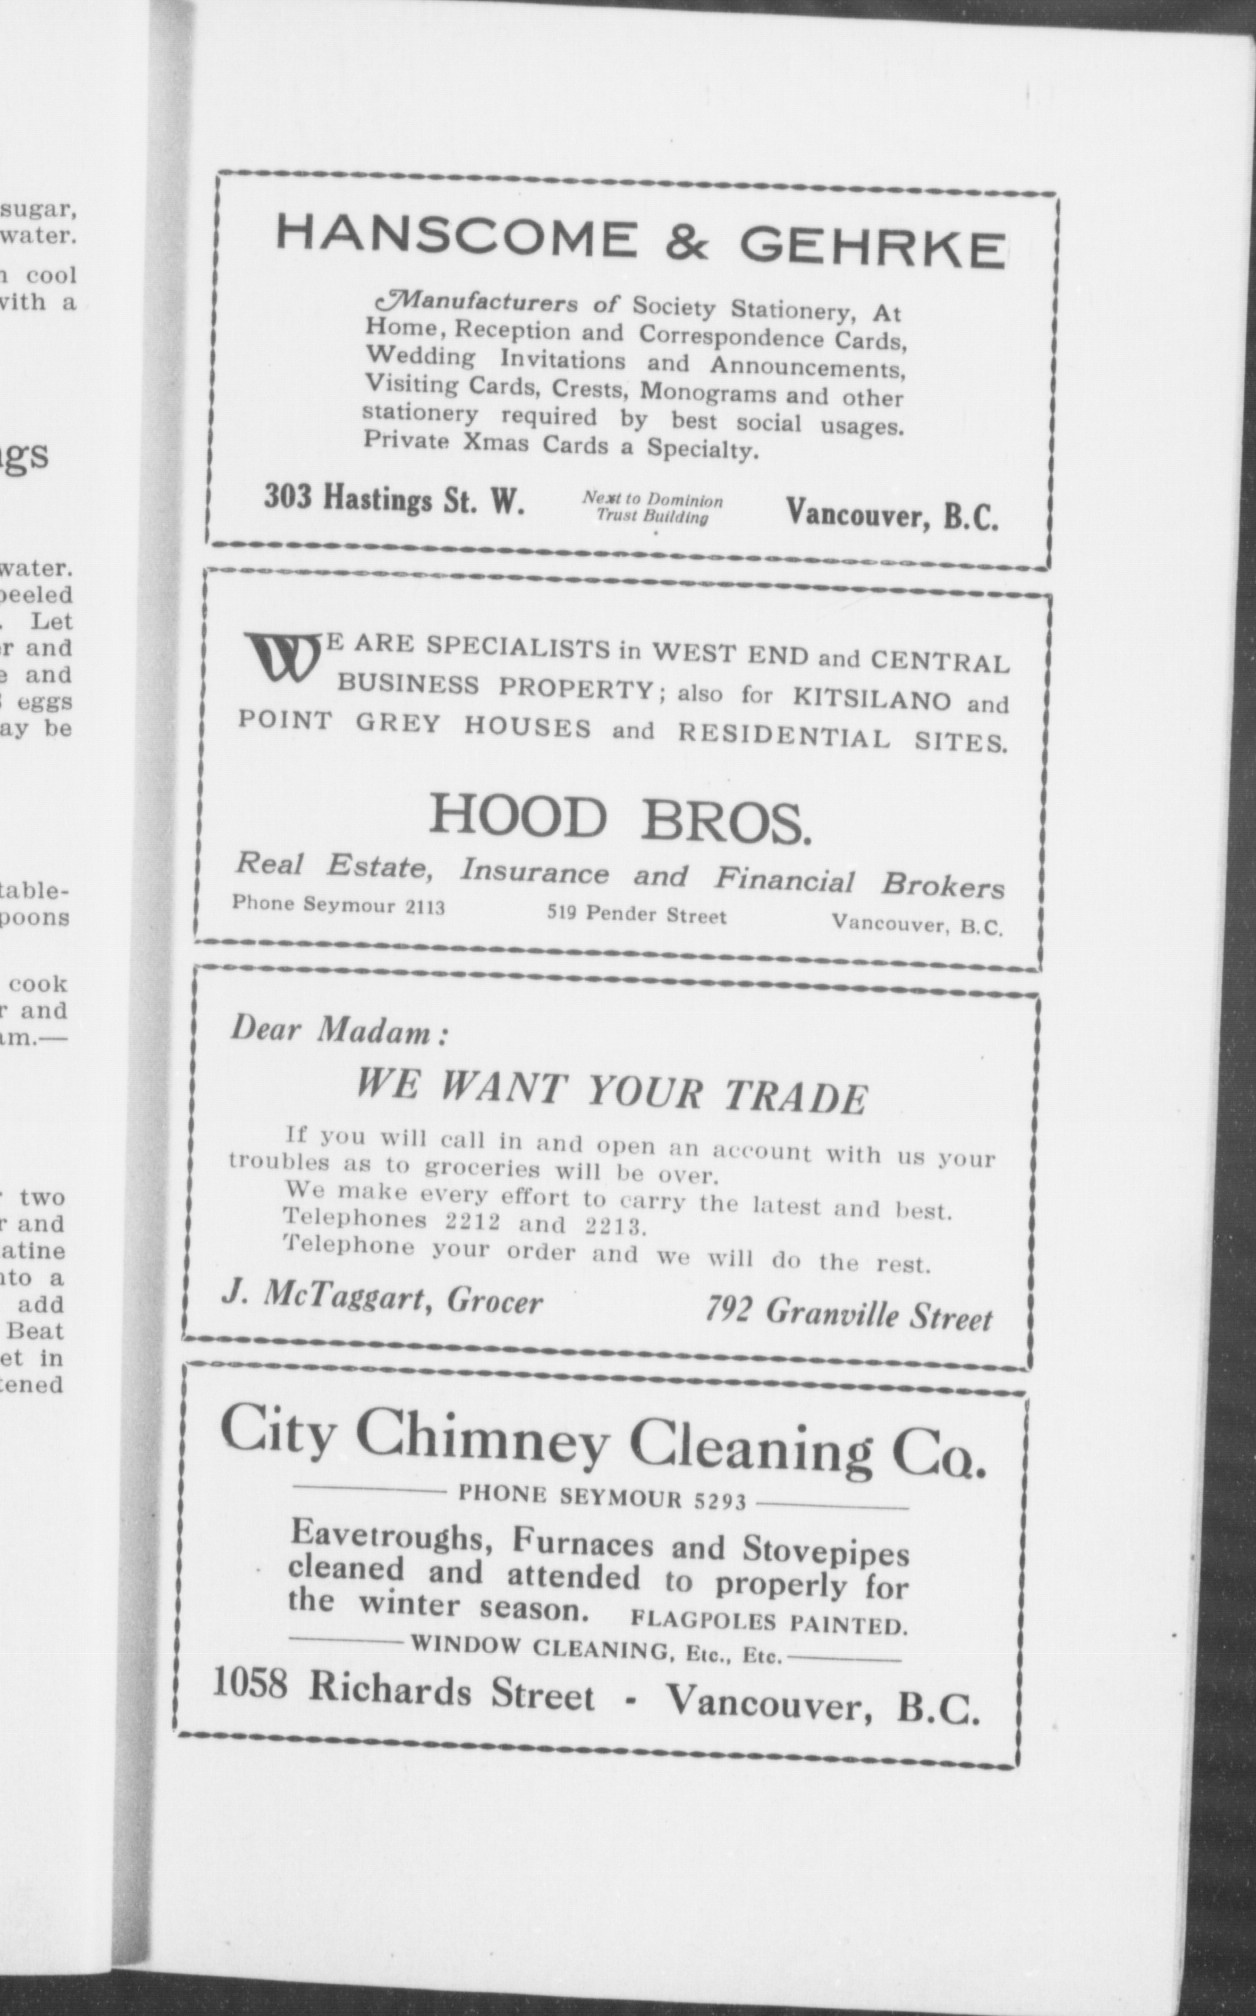 sugar,
water.
cool
with a
gs
water.
peeled
. Let
and
and
eggs
ay be
table-
poons
cook
and
am.—
two
and
atine
into a
add
Beat
et in
tened
HANSCOME & GEHRKE
Manufacturers of Society Stationery, At
Home, Reception and Correspondence Cards,
Wedding Invitations and Announcements,
Visiting Cards, Crests, Monograms and other
stationery required by best social usages.
Private Xmas Cards a Specialty.
303 Hastings St. W. Next to Dominion Trust Building Vancouver, B.C.
WE ARE SPECIALISTS in WEST END and CENTRAL
BUSINESS PROPERTY; also for KITSILANO and
POINT GREY HOUSES and RESIDENTIAL SITES.
HOOD BROS.
Real Estate, Insurance and Financial Brokers
Phone Seymour 2113 519 Pender Street Vancouver, B.C.
Dear Madam:
WE WANT YOUR TRADE
If you will call in and open an account with us your
troubles as to groceries will be over.
We make every effort to carry the latest and best.
Telephones 2212 and 2213.
Telephone your order and we will do the rest.
J. McTaggart, Grocer 792 Granville Street
City Chimney Cleaning Co.
PHONE SEYMOUR 5293
Eavetroughs, Furnaces and Stovepipes
cleaned and attended to properly for
the winter season. FLAGPOLES PAINTED.
WINDOW CLEANING, Etc., Etc.
1058 Richards Street - Vancouver, B.C.